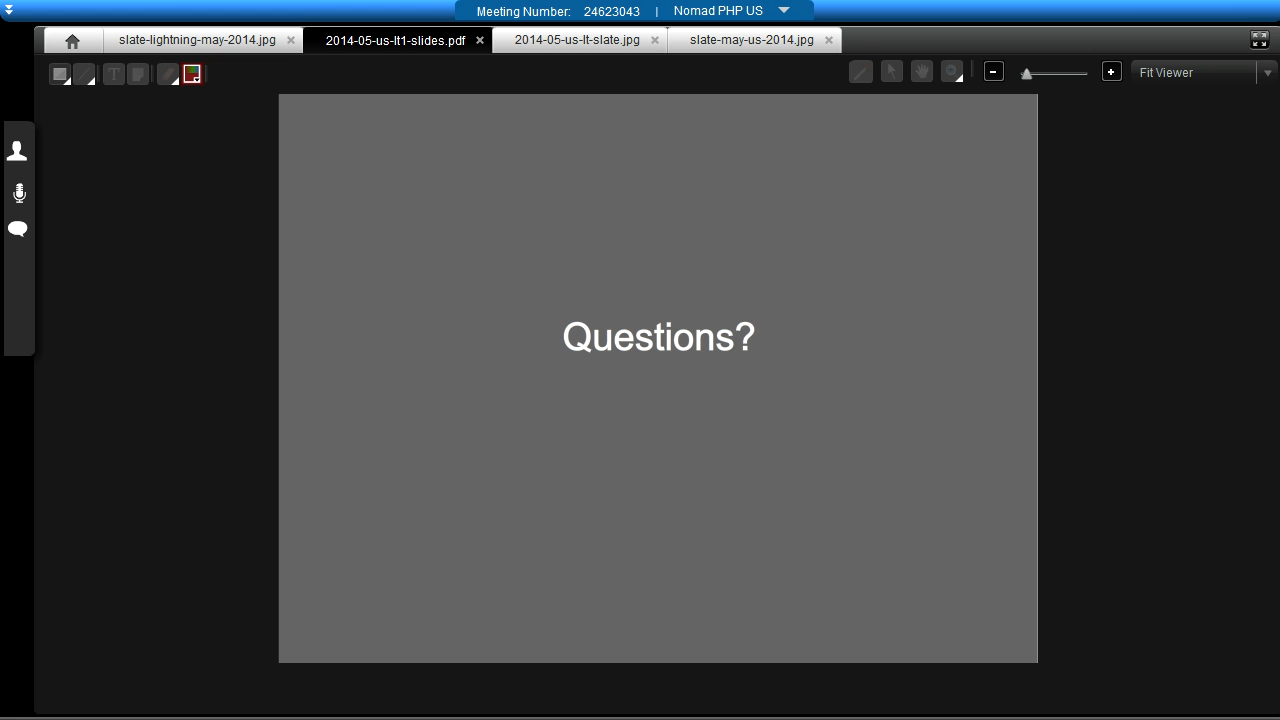 Meeting Number: 24623043 | Nomad PHP US
slate-lightning-may-2014.jpg
2014-05-us-lt1-slides.pdf
2014-05-us-lt-slate.jpg
slate-may-us-2014.jpg
T
Fit Viewer
Questions?